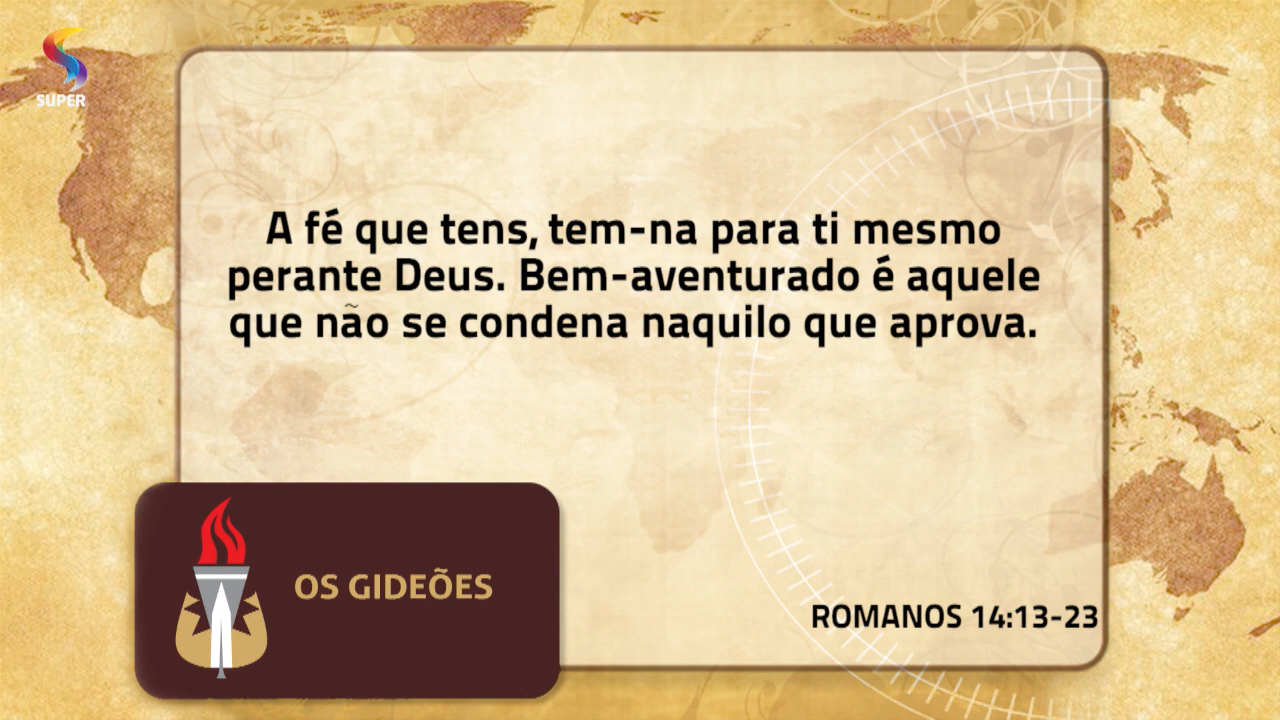 SUPER
A fé que tens, tem-na para ti mesmo
perante Deus. Bem-aventurado é aquele
que não se condena naquilo que aprova.
OS GIDEÕES
ROMANOS 14:13-23